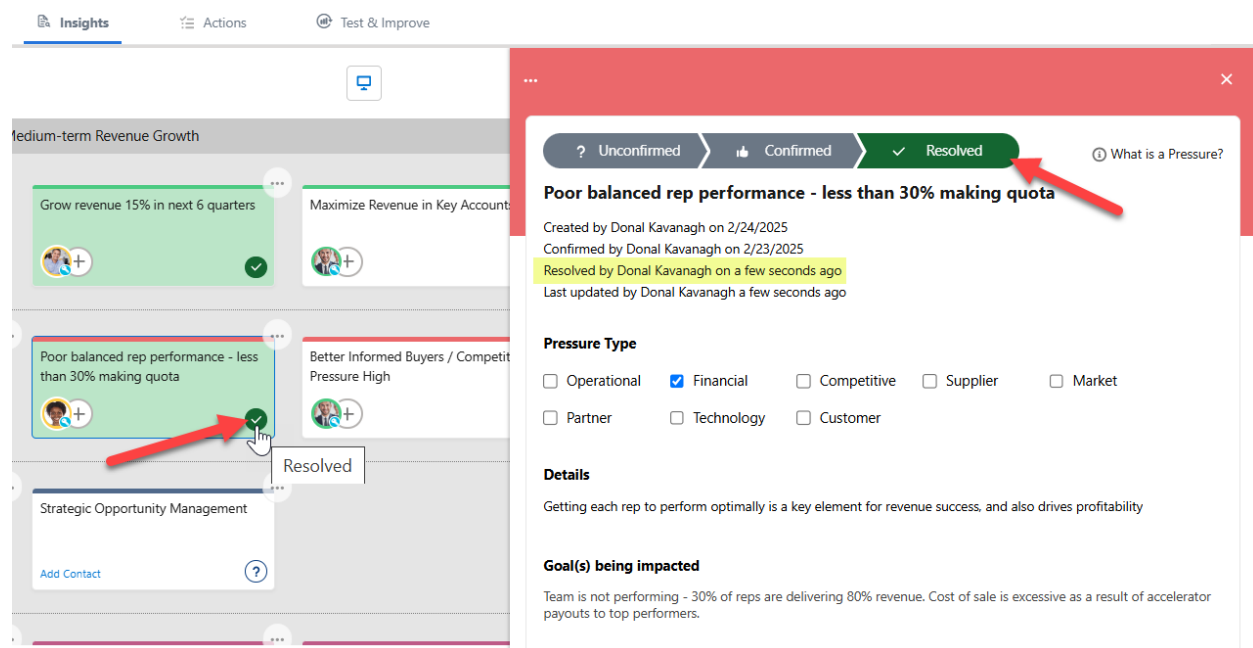 Insights
Actions
Test & Improve
Medium-term Revenue Growth
Grow revenue 15% in next 6 quarters
Maximize Revenue in Key Accounts
Poor balanced rep performance - less
than 30% making quota
Better Informed Buyers / Competit
Pressure High
Resolved
Strategic Opportunity Management
Add Contact
?
...
? Unconfirmed
Confirmed
Resolved
What is a Pressure?
Poor balanced rep performance - less than 30% making quota
Created by Donal Kavanagh on 2/24/2025
Confirmed by Donal Kavanagh on 2/23/2025
Resolved by Donal Kavanagh on a few seconds ago
Last updated by Donal Kavanagh a few seconds ago
Pressure Type
Operational Financial Competitive Supplier Market
Partner Technology Customer
Details
Getting each rep to perform optimally is a key element for revenue success, and also drives profitability
Goal(s) being impacted
Team is not performing - 30% of reps are delivering 80% revenue. Cost of sale is excessive as a result of accelerator
payouts to top performers.